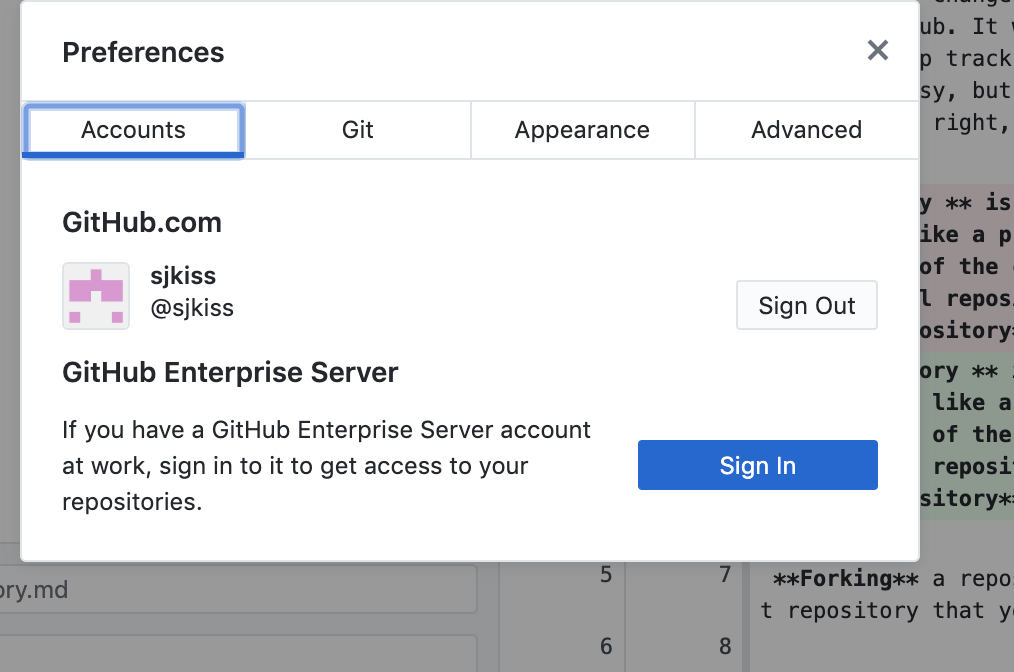 Preferences
Accounts
Git
Appearance
Advanced
GitHub.com
sjkiss
@sjkiss
Sign Out
GitHub Enterprise Server
If you have a GitHub Enterprise Server account
at work, sign in to it to get access to your
repositories.
Sign In
ub. It
p track
sy, but
right,
y ** is
ike a p
of the
l repos
ository*
ory **
like a
of the
reposit
sitory**
ory.md
5 7 **Forking** a repo
t repository that y
6 8